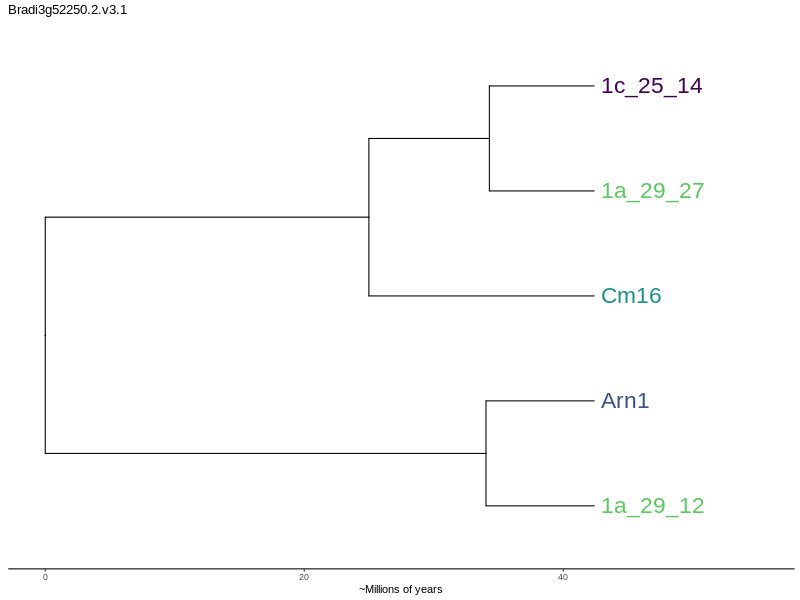 Bradi3g52250.2.v3.1
1c_25_14
1a_29_27
Cm16
Arn1
1a_29_12
0 20 40
~Millions of years